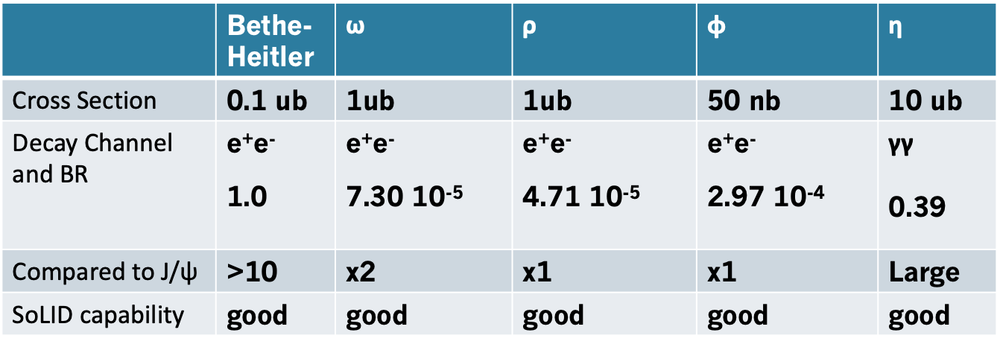 Bethe-Heitler ω ρ ϕ η
Cross Section 0.1 ub 1ub 1ub 50 nb 10 ub
Decay Channel and BR e⁺e⁻ e⁺e⁻ e⁺e⁻ e⁺e⁻ γγ
1.0 7.30 10⁻⁵ 4.71 10⁻⁵ 2.97 10⁻⁴ 0.39
Compared to J/ψ >10 x2 x1 x1 Large
SoLID capability good good good good good